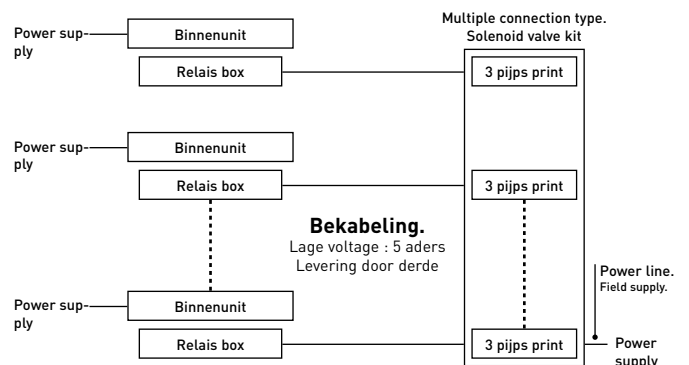 Multiple connection type.
Solenoid valve kit
Power sup-
ply
Binnenunit
Relais box
3 pijps print
Power sup-
ply
Binnenunit
Relais box
3 pijps print
Bekabeling.
Lage voltage : 5 aders
Levering door derde
Power line.
Field supply.
Power sup-
ply
Binnenunit
Relais box
3 pijps print
Power
supply